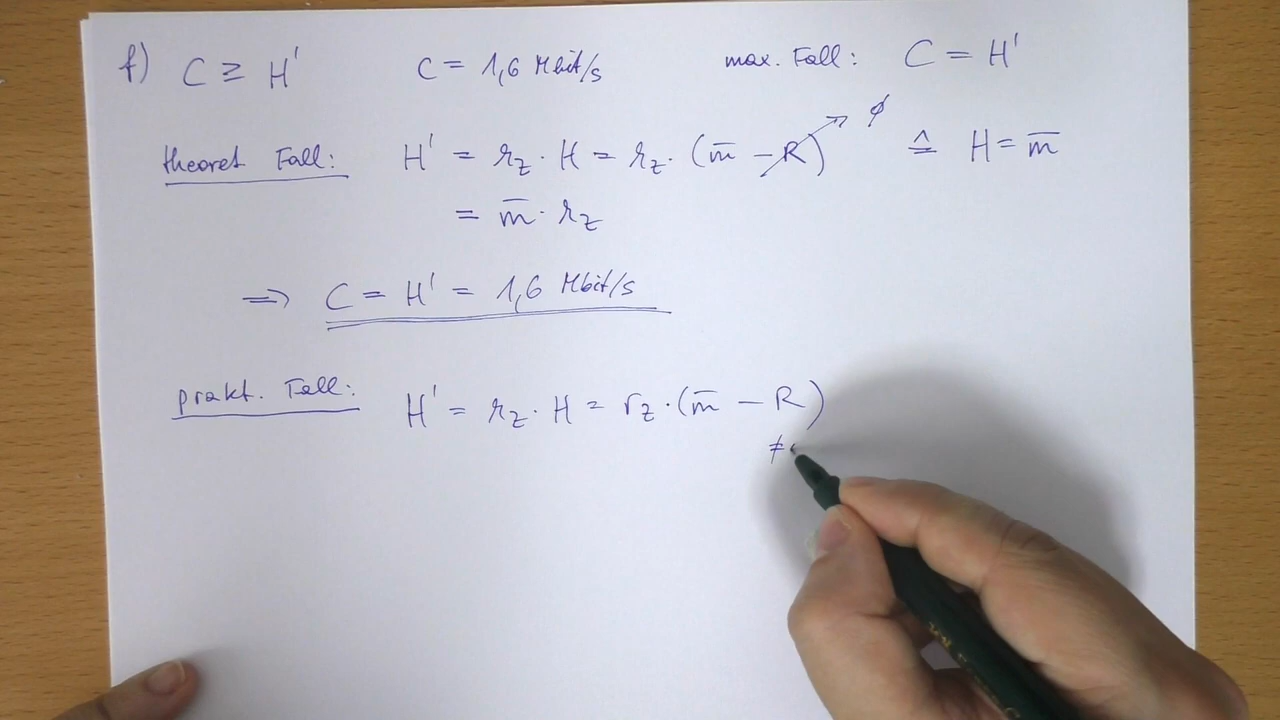 f) C ≥ H' C = 1,6 Mbit/s max. Fall: C = H'
theoret Fall: H' = r_z · H = r_z · (m̅ - R) ∅ ≙ H = m̅
= m̅ · r_z
=> C = H' = 1,6 Mbit/s
prakt. Fall: H' = r_z · H = r_z · (m̅ - R)
≠